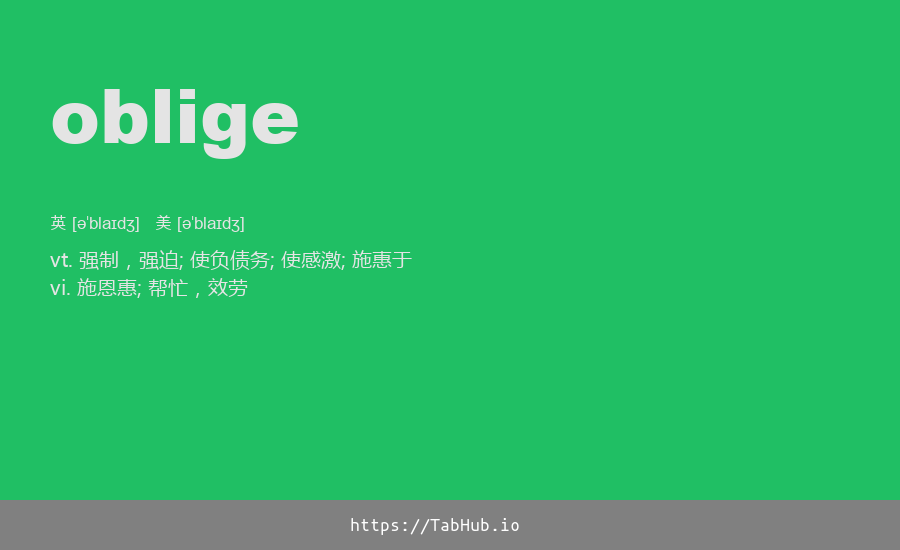 oblige
英 [əˈblaɪdʒ] 美 [əˈblaɪdʒ]
vt. 强制，强迫; 使负债务; 使感激; 施惠于
vi. 施恩惠; 帮忙，效劳
https://TabHub.io